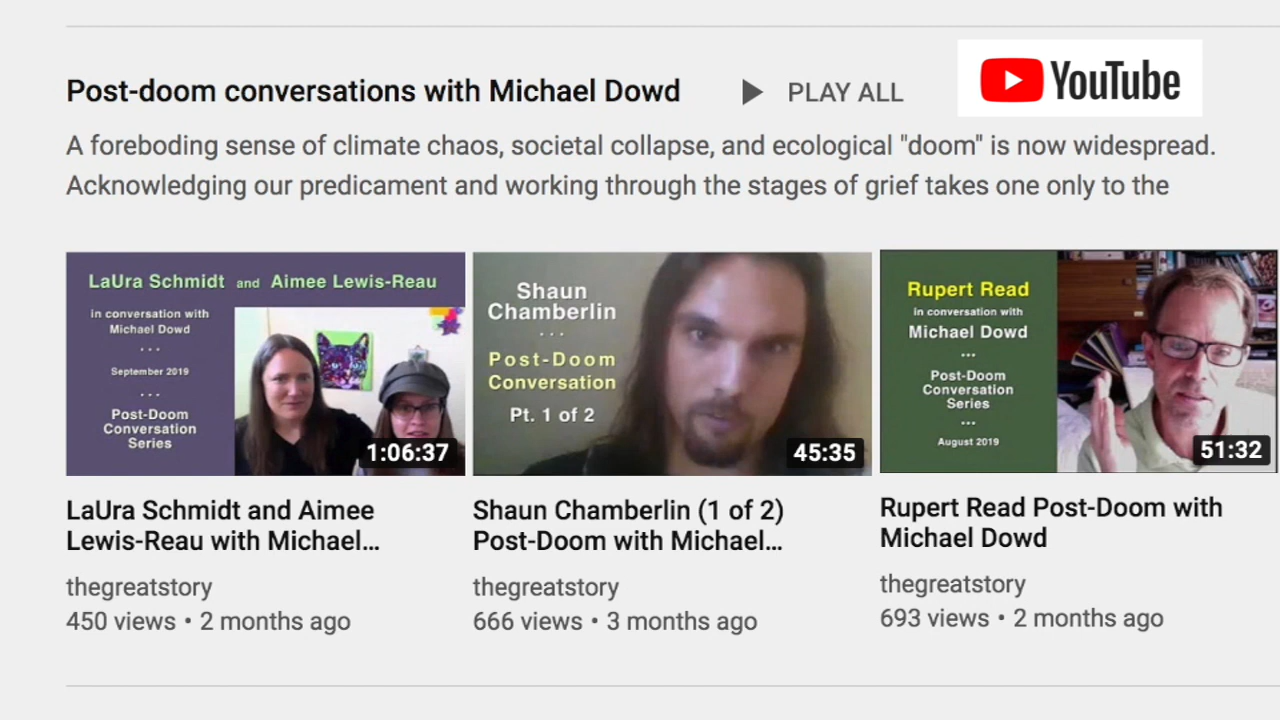 Post-doom conversations with Michael Dowd
PLAY ALL
YouTube
A foreboding sense of climate chaos, societal collapse, and ecological "doom" is now widespread.
Acknowledging our predicament and working through the stages of grief takes one only to the
LaUra Schmidt and Aimee Lewis-Reau
in conversation with
Michael Dowd
...
September 2019
...
Post-Doom
Conversation
Series
1:06:37
LaUra Schmidt and Aimee
Lewis-Reau with Michael...
thegreatstory
450 views • 2 months ago
Shaun
Chamberlin
...
Post-Doom
Conversation
Pt. 1 of 2
45:35
Shaun Chamberlin (1 of 2)
Post-Doom with Michael...
thegreatstory
666 views • 3 months ago
Rupert Read
in conversation with
Michael Dowd
...
Post-Doom
Conversation
Series
...
August 2019
51:32
Rupert Read Post-Doom with
Michael Dowd
thegreatstory
693 views • 2 months ago